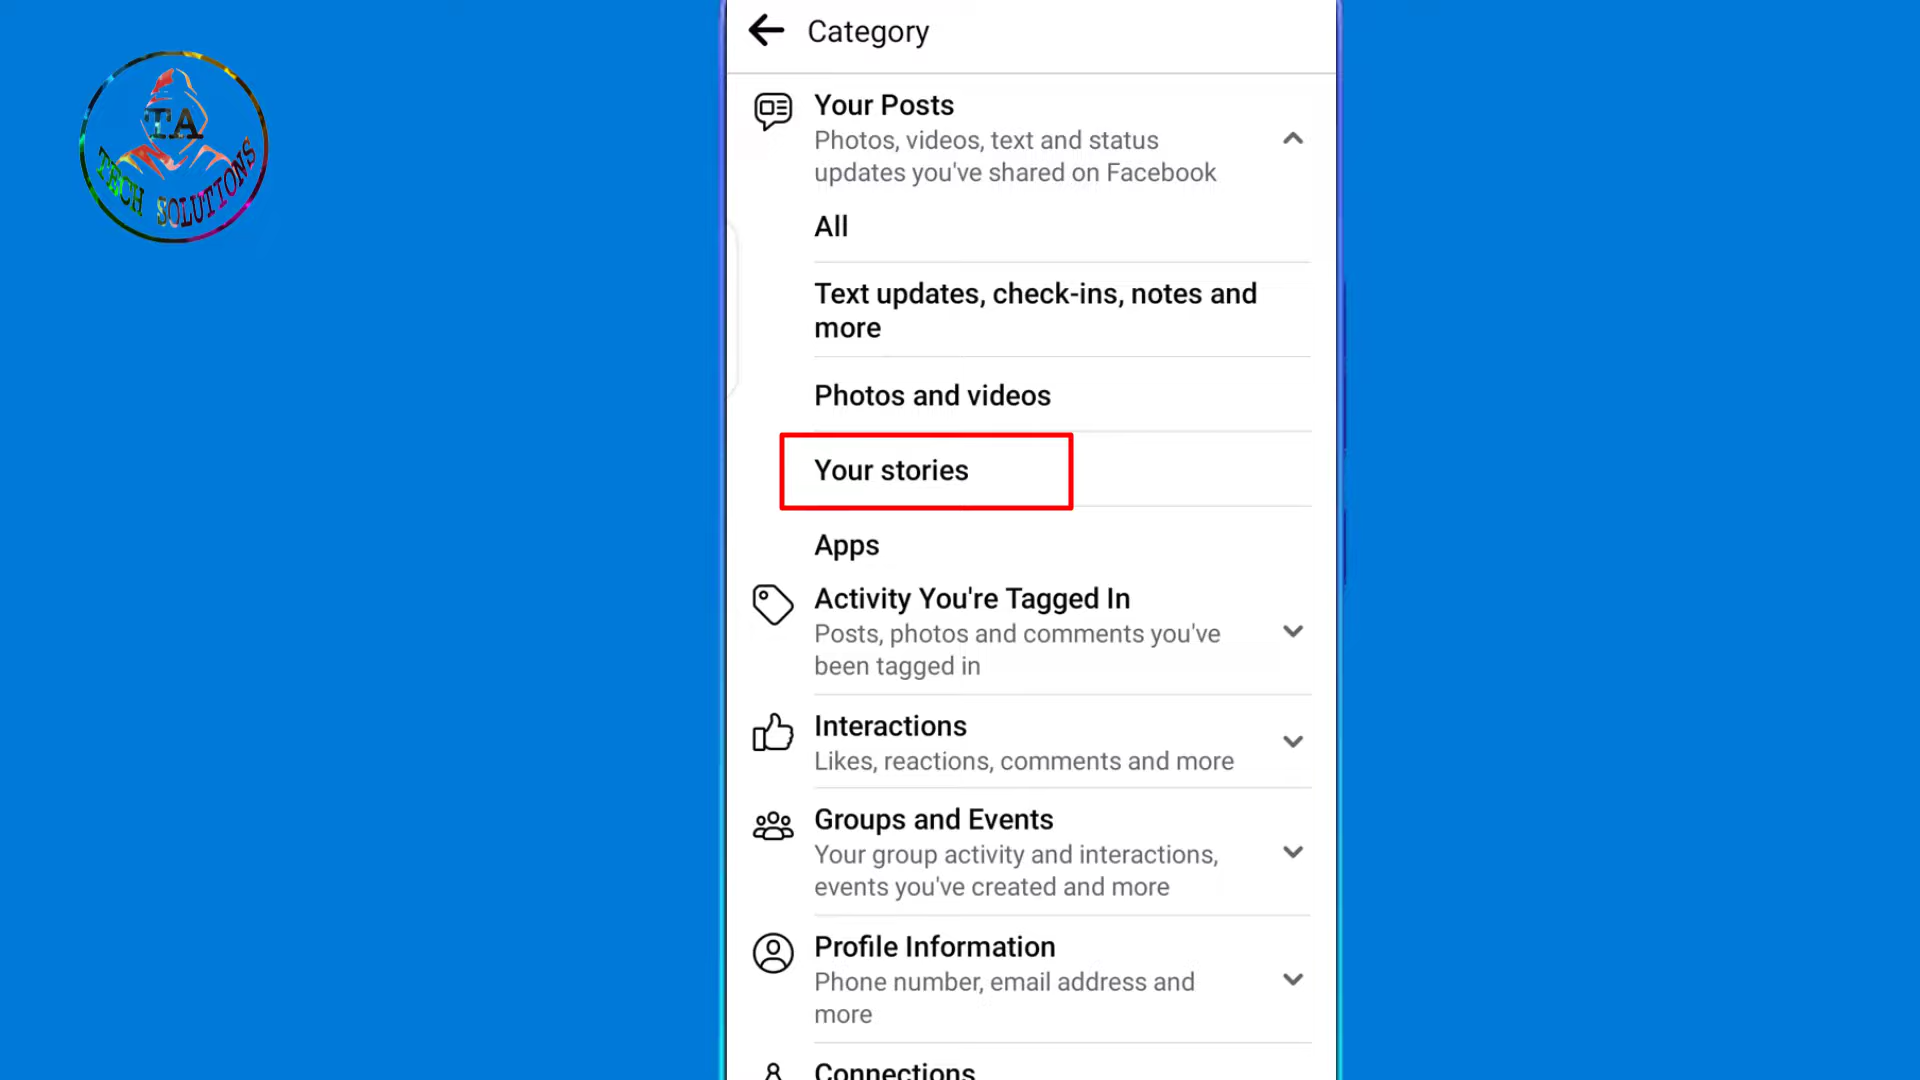 TA
TECH SOLUTIONS
Category
Your Posts
Photos, videos, text and status
updates you've shared on Facebook
All
Text updates, check-ins, notes and
more
Photos and videos
Your stories
Apps
Activity You're Tagged In
Posts, photos and comments you've
been tagged in
Interactions
Likes, reactions, comments and more
Groups and Events
Your group activity and interactions,
events you've created and more
Profile Information
Phone number, email address and
more
Connections